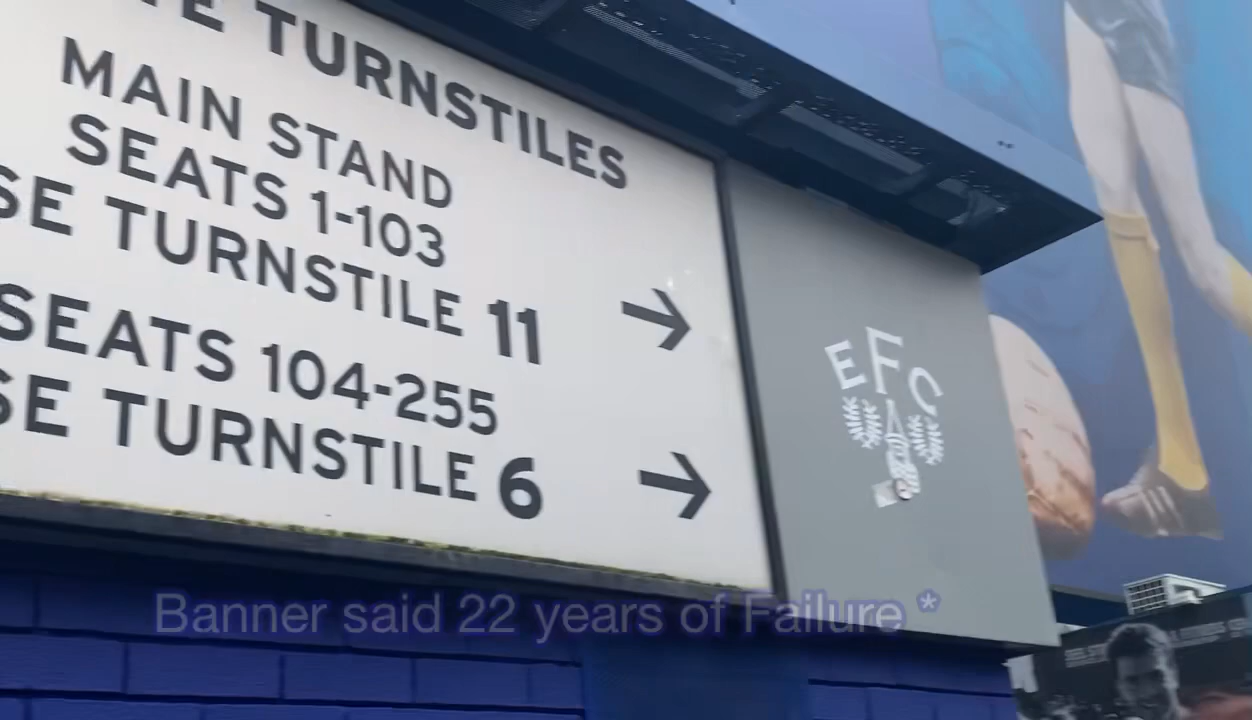 TURNSTILES
MAIN STAND
SEATS 1-103
SE TURNSTILE 11
SEATS 104-255
SE TURNSTILE 6
EFC
Banner said 22 years of Failure *